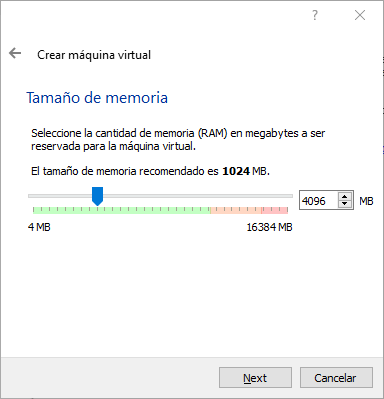 ?
Crear máquina virtual
Tamaño de memoria
Seleccione la cantidad de memoria (RAM) en megabytes a ser
reservada para la máquina virtual.
El tamaño de memoria recomendado es 1024 MB.
4096 MB
4 MB 16384 MB
Next Cancelar